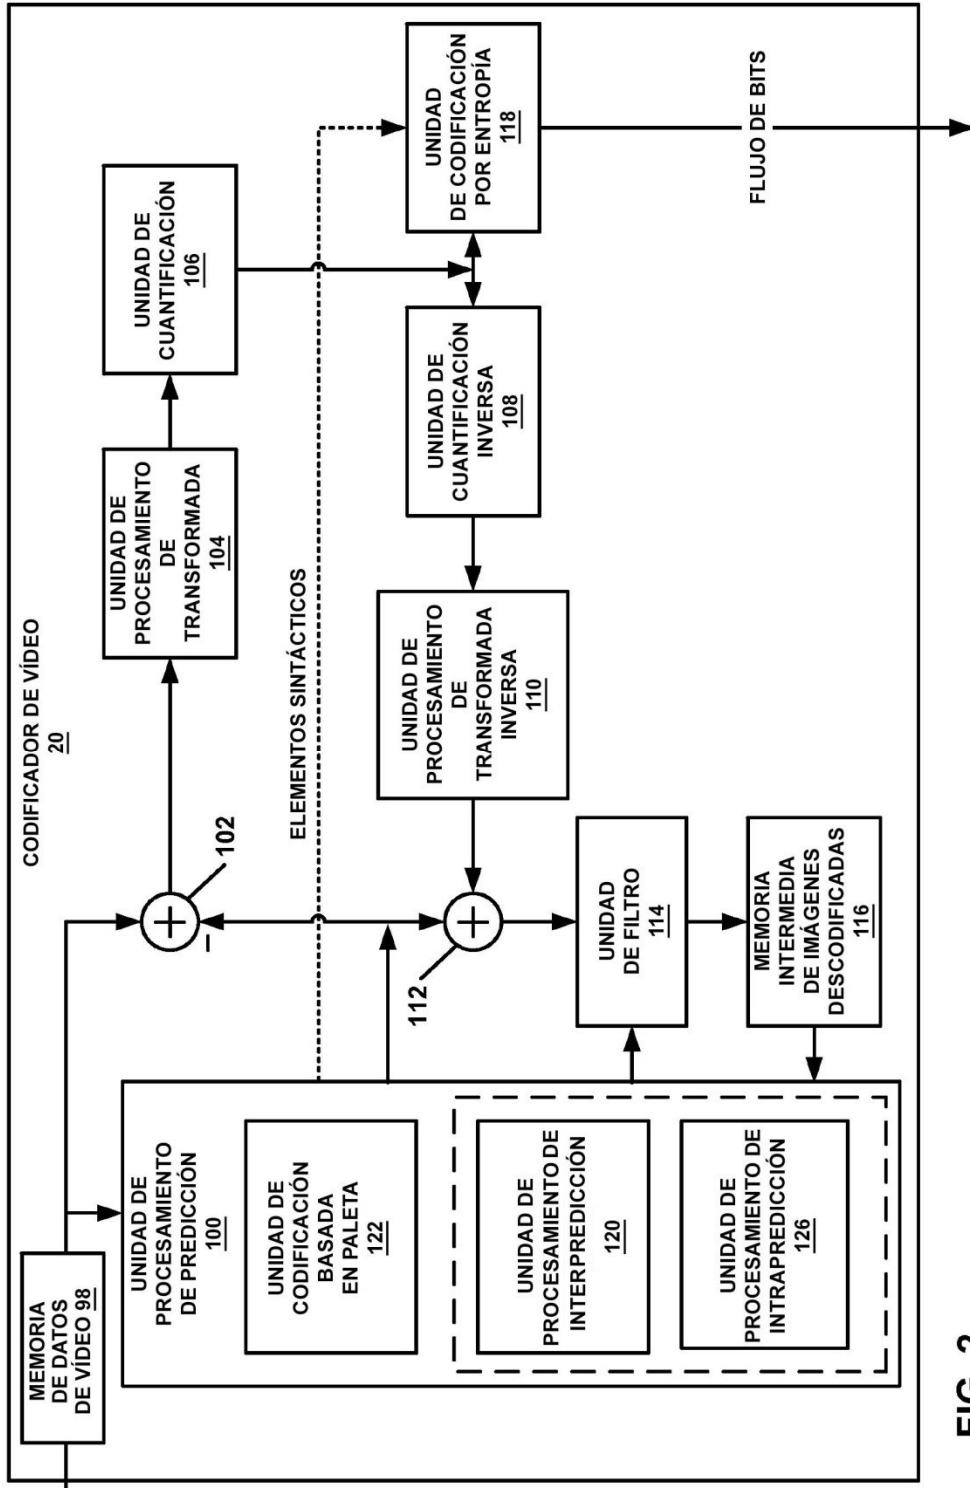 CODIFICADOR DE VÍDEO
20
MEMORIA
DE DATOS
DE VÍDEO 98
UNIDAD DE
PROCESAMIENTO
DE PREDICCIÓN
100
UNIDAD DE
CODIFICACIÓN
BASADA
EN PALETA
122
UNIDAD DE
PROCESAMIENTO DE
INTERPREDICCIÓN
120
UNIDAD DE
PROCESAMIENTO DE
INTRAPREDICCIÓN
126
102
UNIDAD DE
PROCESAMIENTO
DE
TRANSFORMADA
104
UNIDAD DE
CUANTIFICACIÓN
106
ELEMENTOS SINTÁCTICOS
112
UNIDAD DE
PROCESAMIENTO
DE
TRANSFORMADA
INVERSA
110
UNIDAD DE
CUANTIFICACIÓN
INVERSA
108
UNIDAD
DE CODIFICACIÓN
POR ENTROPÍA
118
UNIDAD
DE FILTRO
114
MEMORIA
INTERMEDIA
DE IMÁGENES
DESCODIFICADAS
116
FLUJO DE BITS